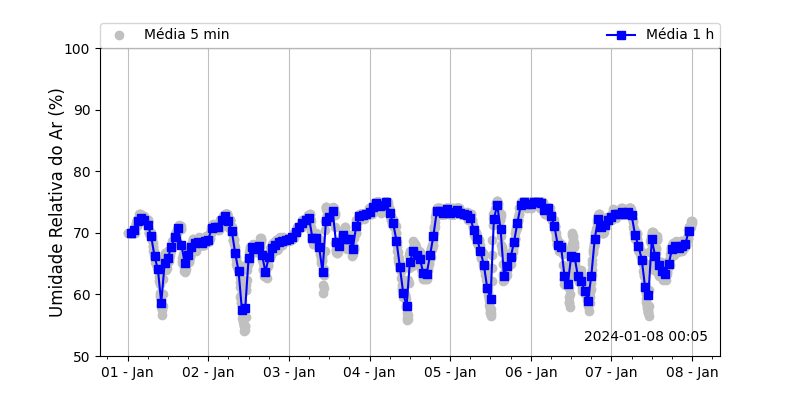 Média 5 min
Média 1 h
Umidade Relativa do Ar (%)
100
90
80
70
60
50
2024-01-08 00:05
01 - Jan
02 - Jan
03 - Jan
04 - Jan
05 - Jan
06 - Jan
07 - Jan
08 - Jan